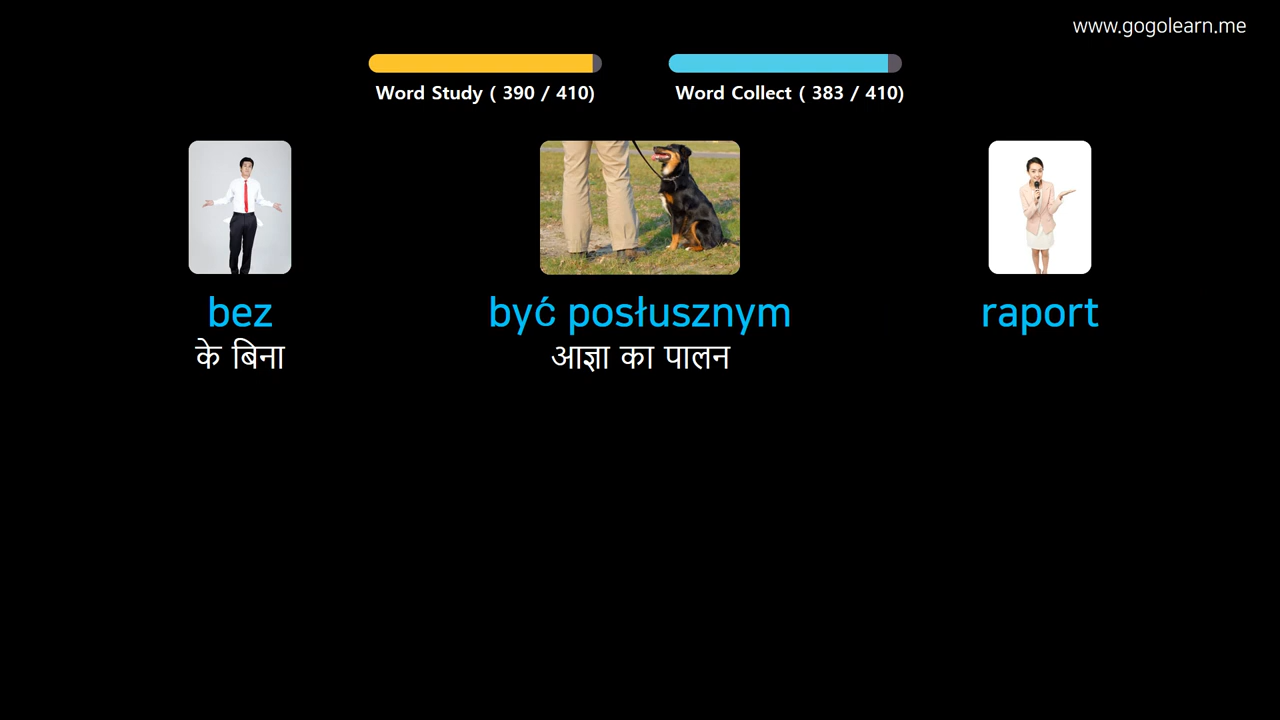 www.gogolearn.me
Word Study ( 390 / 410)
Word Collect ( 383 / 410)
bez
के बिना
być posłusznym
आज्ञा का पालन
raport